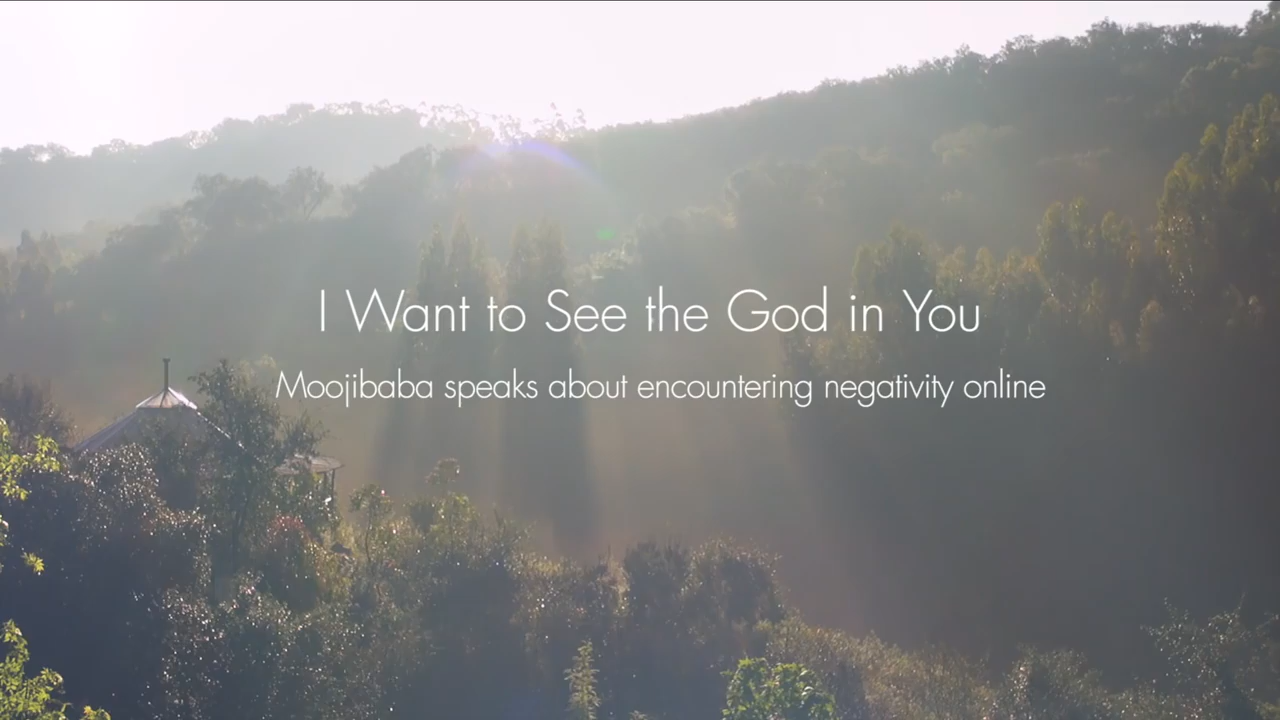 I Want to See the God in You
Moojibaba speaks about encountering negativity online